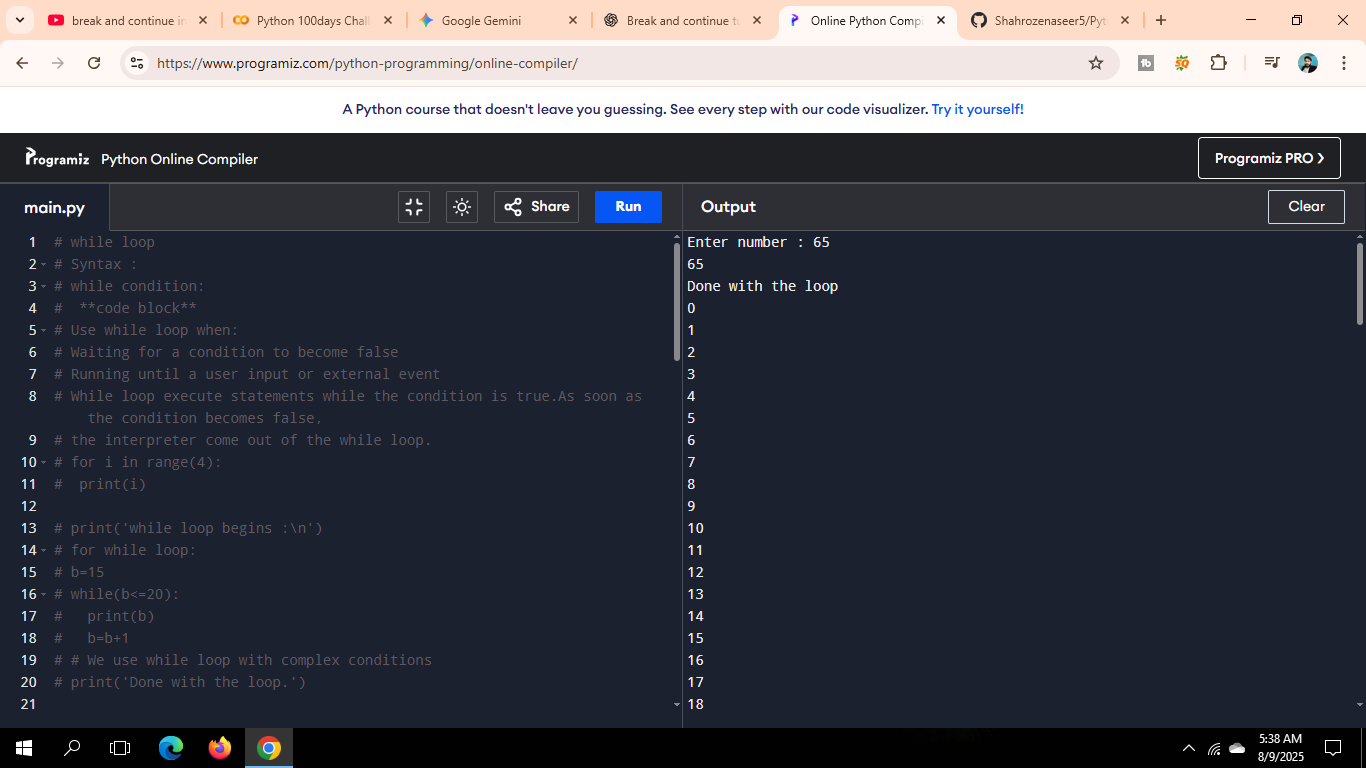 break and continue in
Python 100days Chall
Google Gemini
Break and continue tu
Online Python Compi
Shahrozenaseer5/Pyt
https://www.programiz.com/python-programming/online-compiler/
A Python course that doesn't leave you guessing. See every step with our code visualizer. Try it yourself!
Programiz Python Online Compiler
Programiz PRO ❯
main.py
Share
Run
Output
Clear
1 # while loop
2 # Syntax :
3 # while condition:
4 #  **code block**
5 # Use while loop when:
6 # Waiting for a condition to become false
7 # Running until a user input or external event
8 # While loop execute statements while the condition is true.As soon as
the condition becomes false,
9 # the interpreter come out of the while loop.
10 # for i in range(4):
11 #  print(i)
12
13 # print('while loop begins :\n')
14 # for while loop:
15 # b=15
16 # while(b<=20):
17 #   print(b)
18 #   b=b+1
19 # # We use while loop with complex conditions
20 # print('Done with the loop.')
21
Enter number : 65
65
Done with the loop
0
1
2
3
4
5
6
7
8
9
10
11
12
13
14
15
16
17
18
5:38 AM
8/9/2025